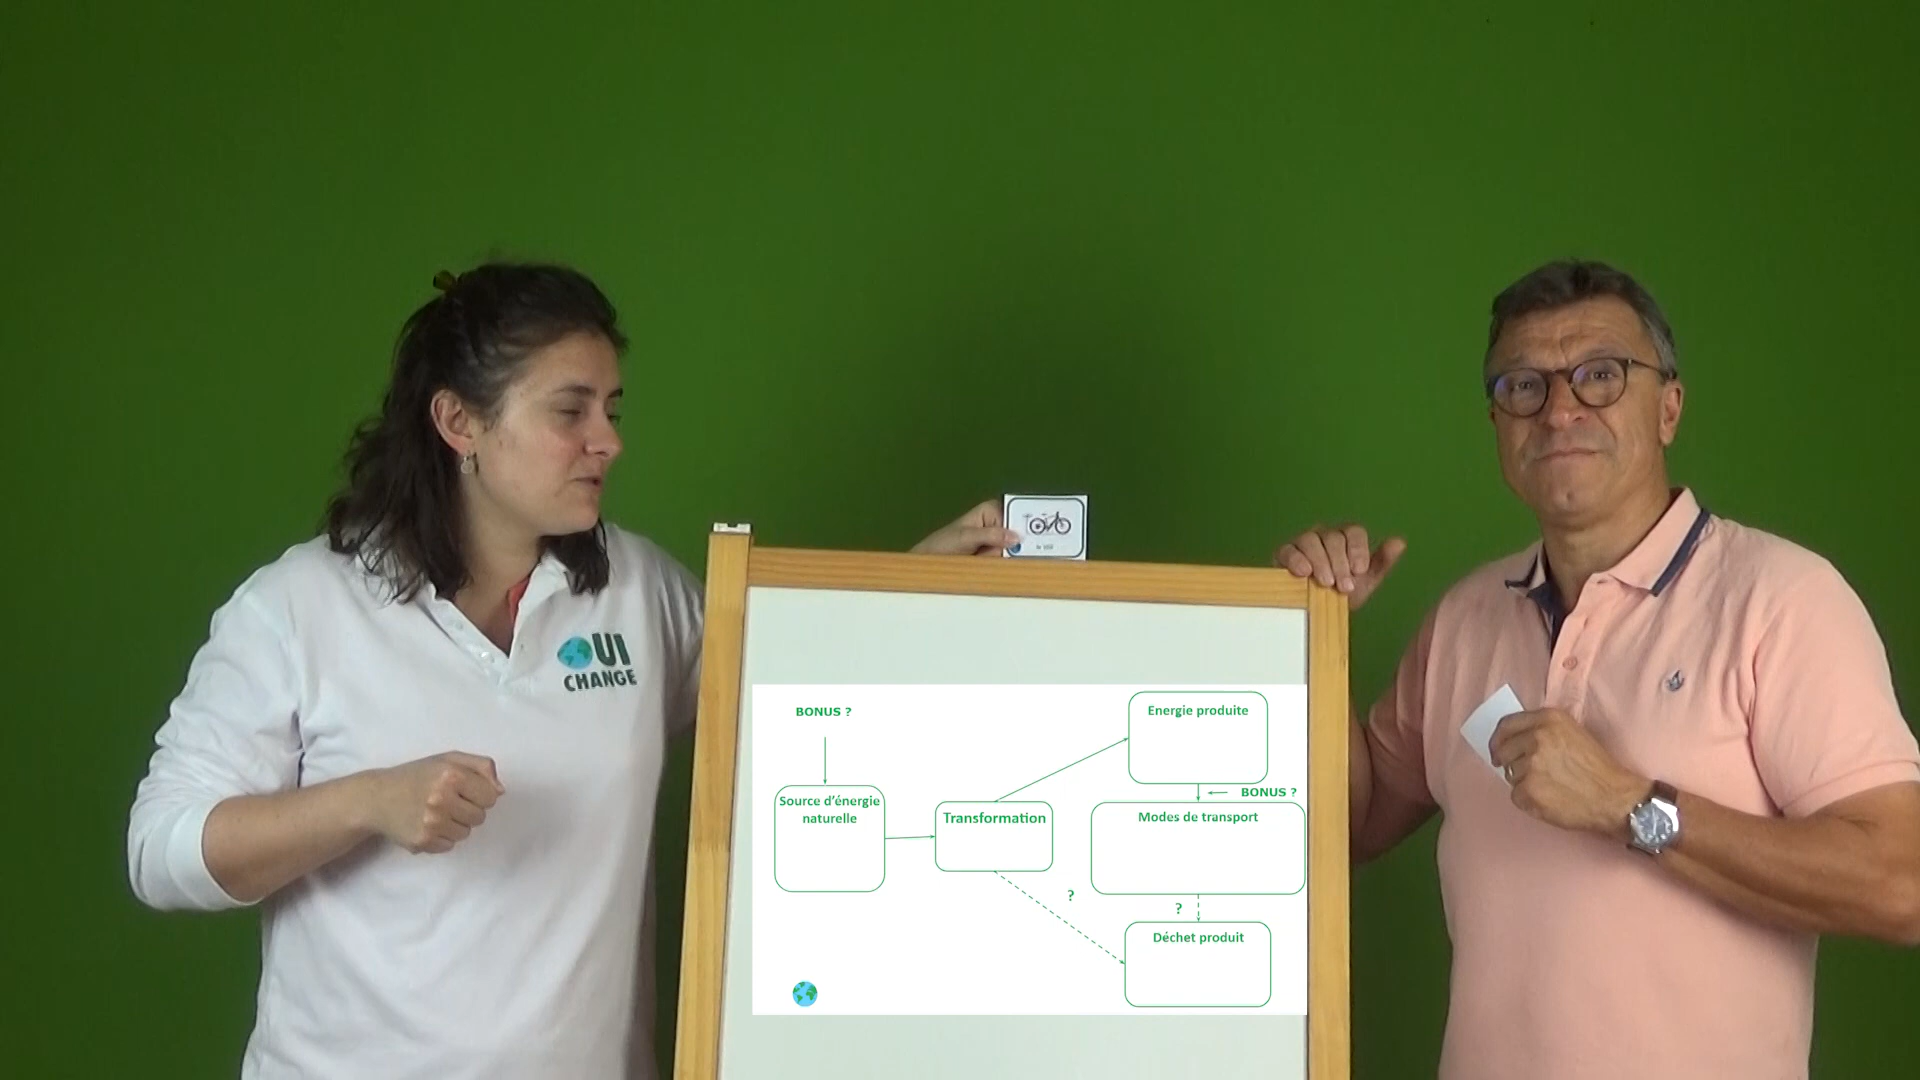 OUI
CHANGE
BONUS ?
Energie produite
BONUS ?
Source d'énergie
naturelle
Transformation
Modes de transport
?
?
Déchet produit